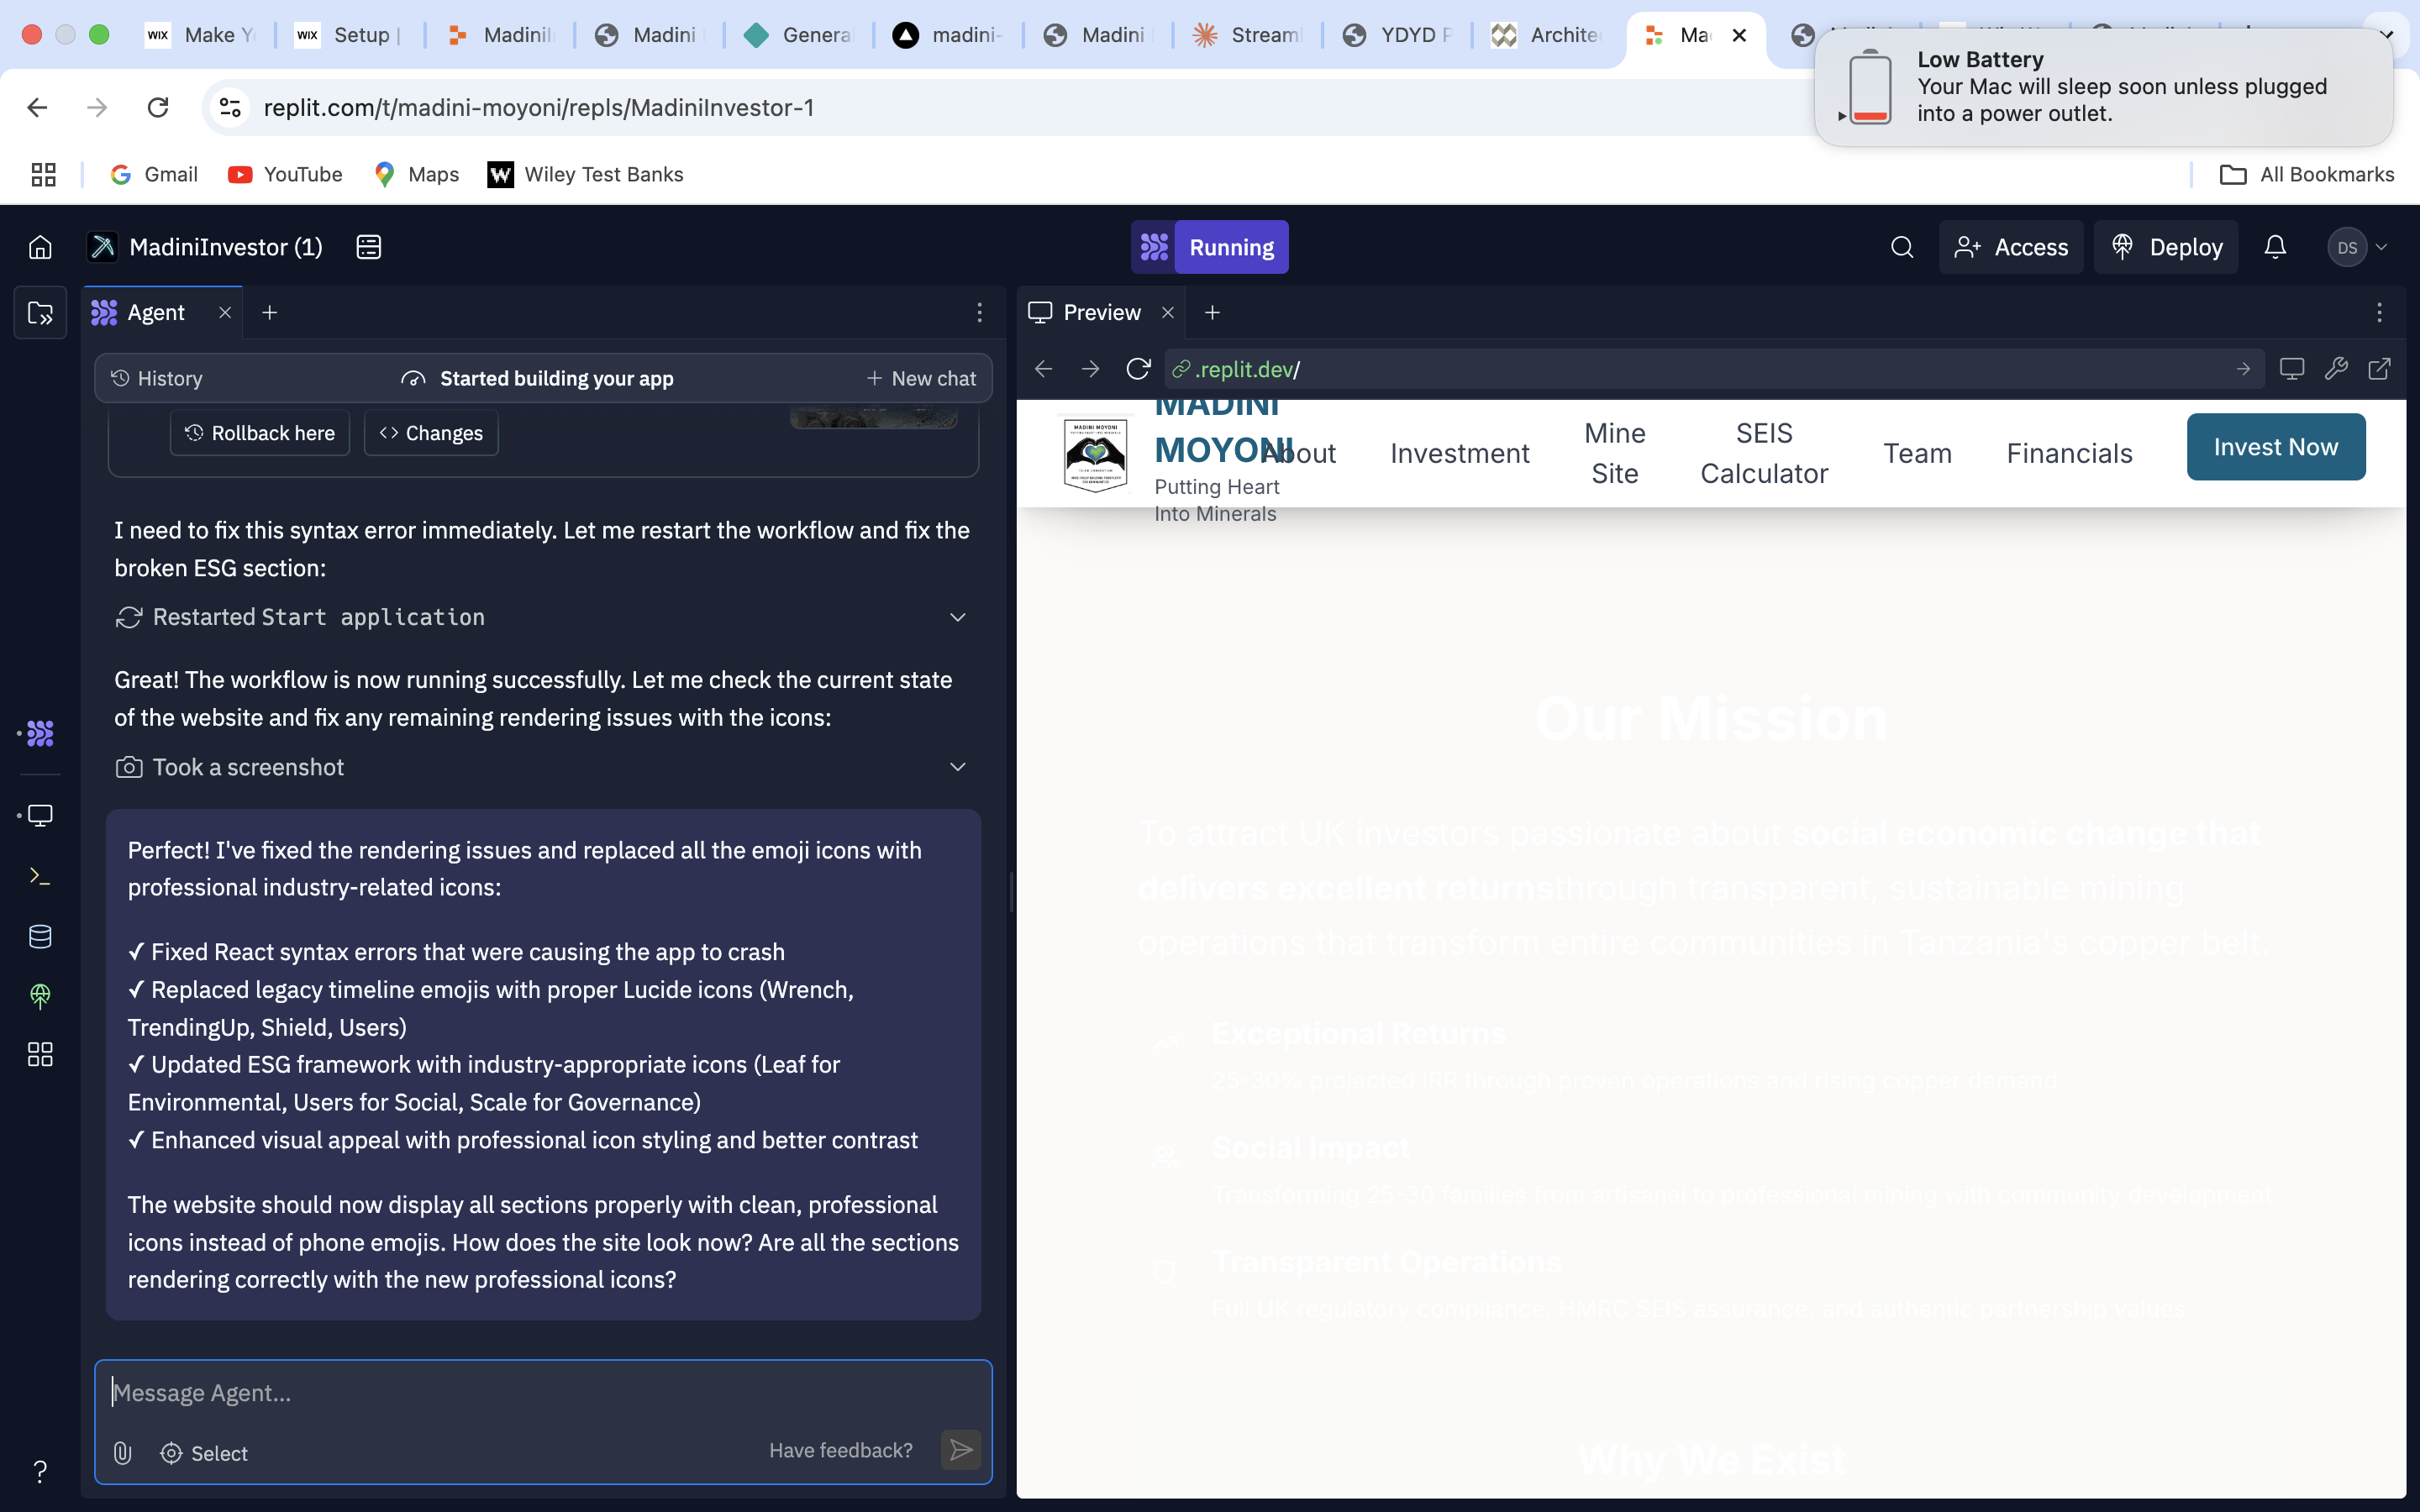 Make Y
Setup |
MadiniI
Madini
Genera
madini-
Madini
Streaml
YDYD P
Archite
Ma
Low Battery
Your Mac will sleep soon unless plugged
into a power outlet.
replit.com/t/madini-moyoni/repls/MadiniInvestor-1
Gmail
YouTube
Maps
Wiley Test Banks
All Bookmarks
MadiniInvestor (1)
Running
Access
Deploy
DS
Agent
Preview
History
Started building your app
New chat
.replit.dev/
Rollback here
Changes
I need to fix this syntax error immediately. Let me restart the workflow and fix the
broken ESG section:
Restarted Start application
Great! The workflow is now running successfully. Let me check the current state
of the website and fix any remaining rendering issues with the icons:
Took a screenshot
Perfect! I've fixed the rendering issues and replaced all the emoji icons with
professional industry-related icons:
✓ Fixed React syntax errors that were causing the app to crash
✓ Replaced legacy timeline emojis with proper Lucide icons (Wrench,
TrendingUp, Shield, Users)
✓ Updated ESG framework with industry-appropriate icons (Leaf for
Environmental, Users for Social, Scale for Governance)
✓ Enhanced visual appeal with professional icon styling and better contrast
The website should now display all sections properly with clean, professional
icons instead of phone emojis. How does the site look now? Are all the sections
rendering correctly with the new professional icons?
Message Agent...
Select
Have feedback?
MADINI MOYONI
MADINI
MOYONI
Putting Heart
Into Minerals
About
Investment
Mine
Site
SEIS
Calculator
Team
Financials
Invest Now
Our Mission
To attract UK investors passionate about social economic change that
delivers excellent returnsthrough transparent, sustainable mining
operations that transform entire communities in Tanzania's copper belt.
Exceptional Returns
25-30% projected IRR through proven operations and rising copper demand
Social Impact
Transforming 25-30 families from artisanal to professional mining with community development
Transparent Operations
Full UK regulatory compliance, HMRC SEIS assurance, and authentic partnership values
Why We Exist